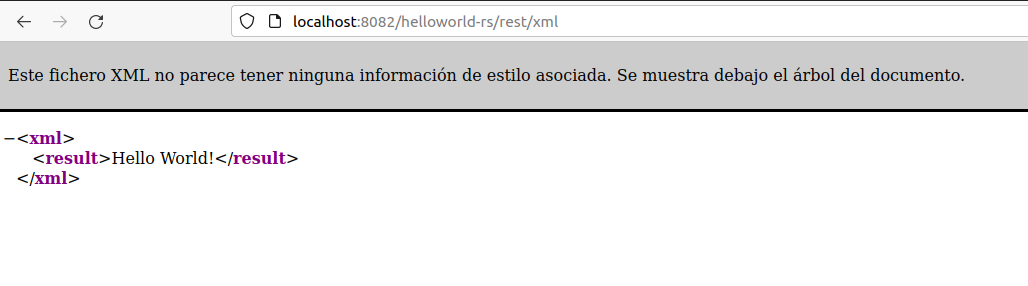 localhost:8082/helloworld-rs/rest/xml
Este fichero XML no parece tener ninguna información de estilo asociada. Se muestra debajo el árbol del documento.
−<xml>
<result>Hello World!</result>
</xml>